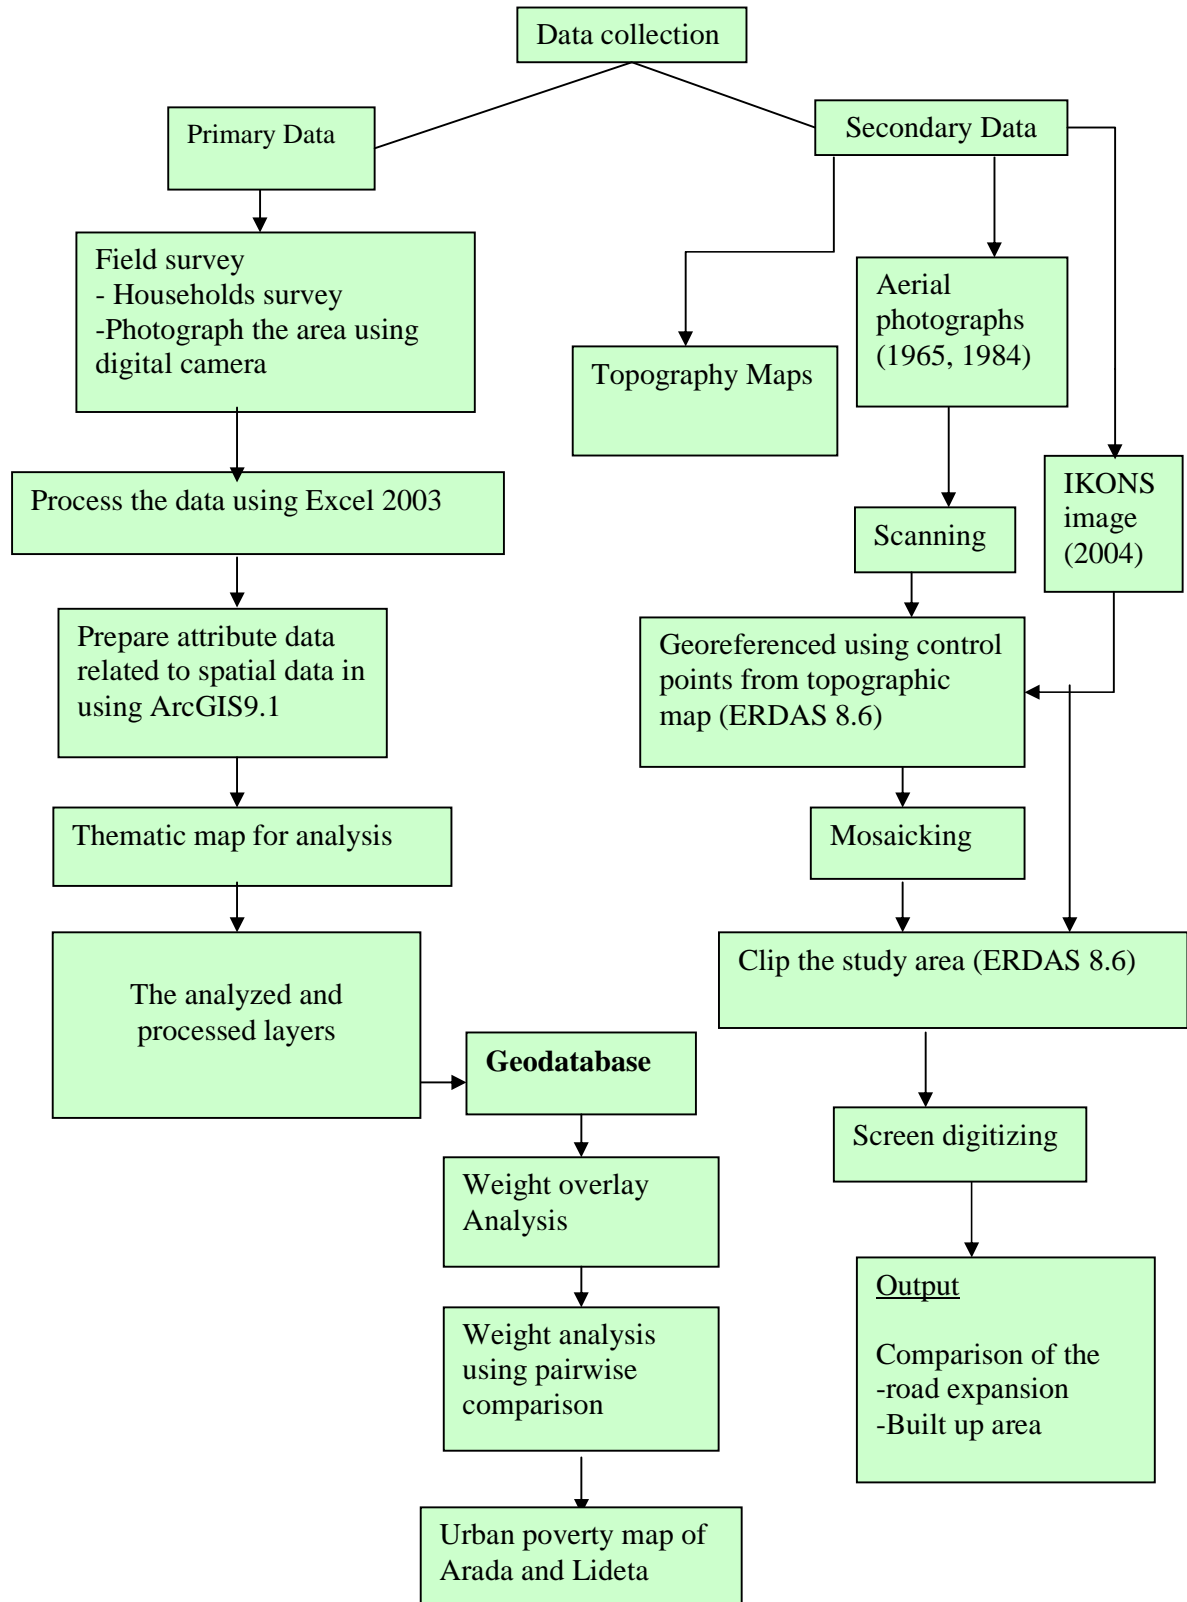 Data collection
Primary Data
Secondary Data
Field survey
- Households survey
-Photograph the area using
digital camera
Topography Maps
Aerial
photographs
(1965, 1984)
IKONS
image
(2004)
Process the data using Excel 2003
Scanning
Prepare attribute data
related to spatial data in
using ArcGIS9.1
Georeferenced using control
points from topographic
map (ERDAS 8.6)
Thematic map for analysis
Mosaicking
The analyzed and
processed layers
Clip the study area (ERDAS 8.6)
Geodatabase
Screen digitizing
Weight overlay
Analysis
Output
Comparison of the
-road expansion
-Built up area
Weight analysis
using pairwise
comparison
Urban poverty map of
Arada and Lideta